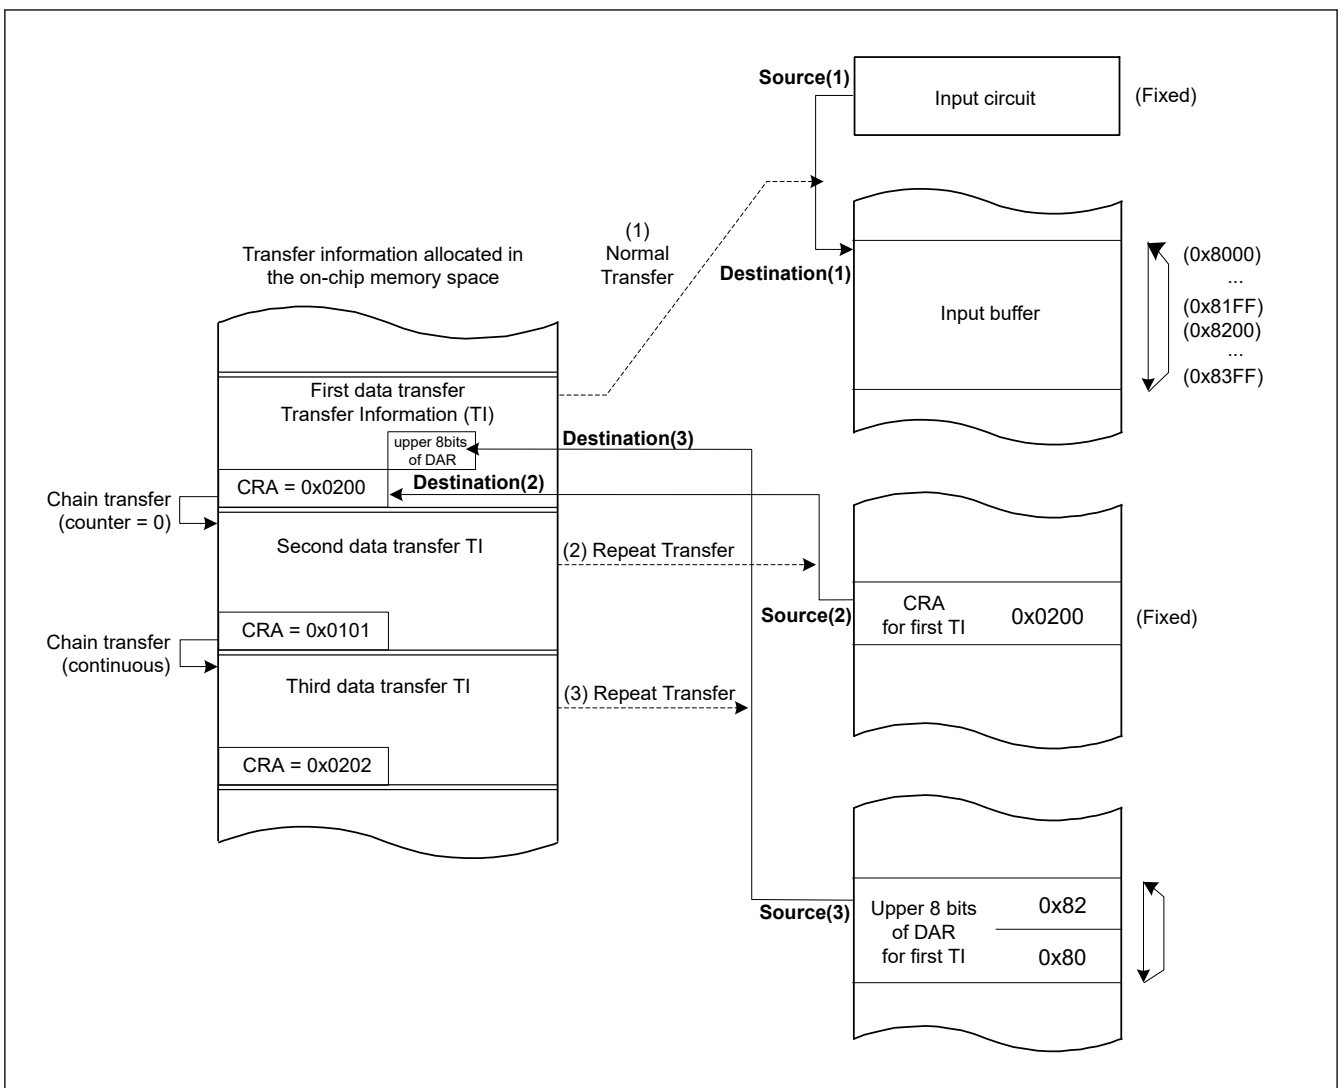 Source(1)
Input circuit
(Fixed)
(1)
Normal
Transfer
Transfer information allocated in
the on-chip memory space
Destination(1)
Input buffer
(0x8000)
...
(0x81FF)
(0x8200)
...
(0x83FF)
First data transfer
Transfer Information (TI)
upper 8bits
of DAR
Destination(3)
CRA = 0x0200
Destination(2)
Chain transfer
(counter = 0)
Second data transfer TI
(2) Repeat Transfer
CRA = 0x0101
Source(2)
CRA
for first TI
0x0200
(Fixed)
Chain transfer
(continuous)
Third data transfer TI
(3) Repeat Transfer
CRA = 0x0202
Source(3)
Upper 8 bits
of DAR
for first TI
0x82
0x80